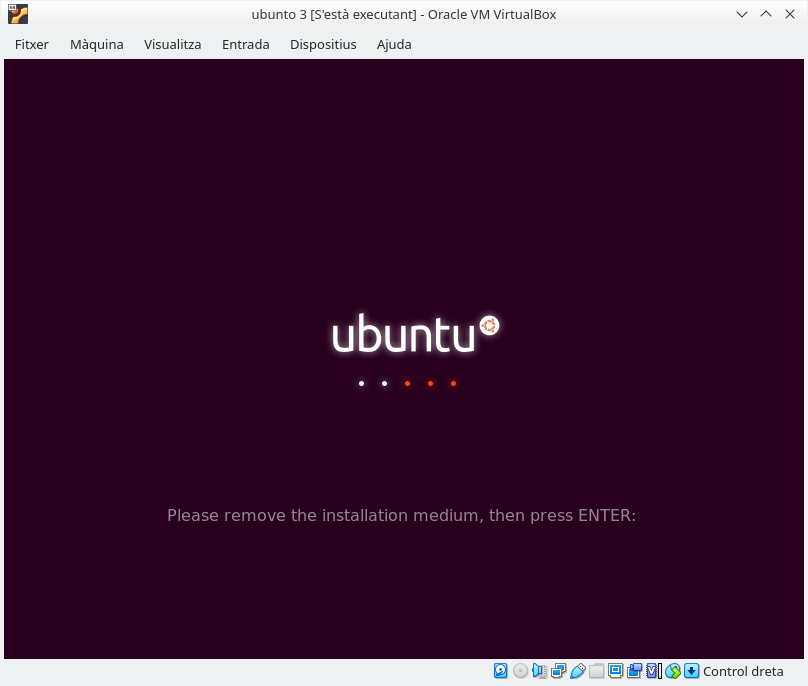 ubunto 3 [S'està executant] - Oracle VM VirtualBox
Fitxer Màquina Visualitza Entrada Dispositius Ajuda
ubuntu
Please remove the installation medium, then press ENTER:
Control dreta